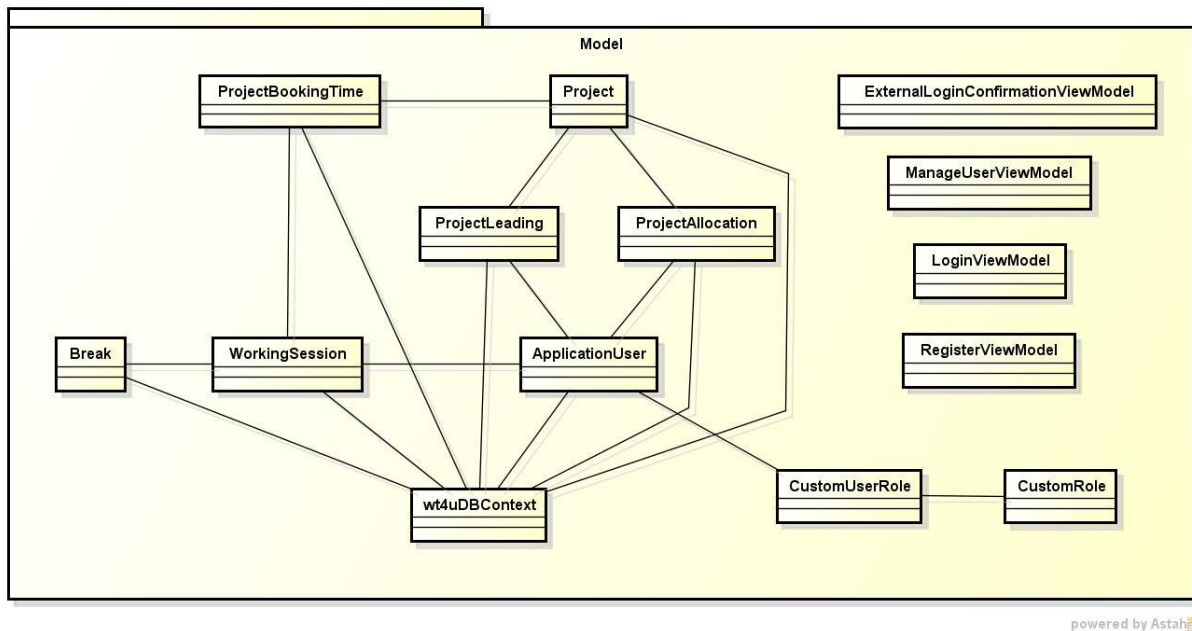 Model
ProjectBookingTime
Project
ExternalLoginConfirmationViewModel
ManageUserViewModel
ProjectLeading
ProjectAllocation
LoginViewModel
Break
WorkingSession
ApplicationUser
RegisterViewModel
wt4uDBContext
CustomUserRole
CustomRole
powered by Astah